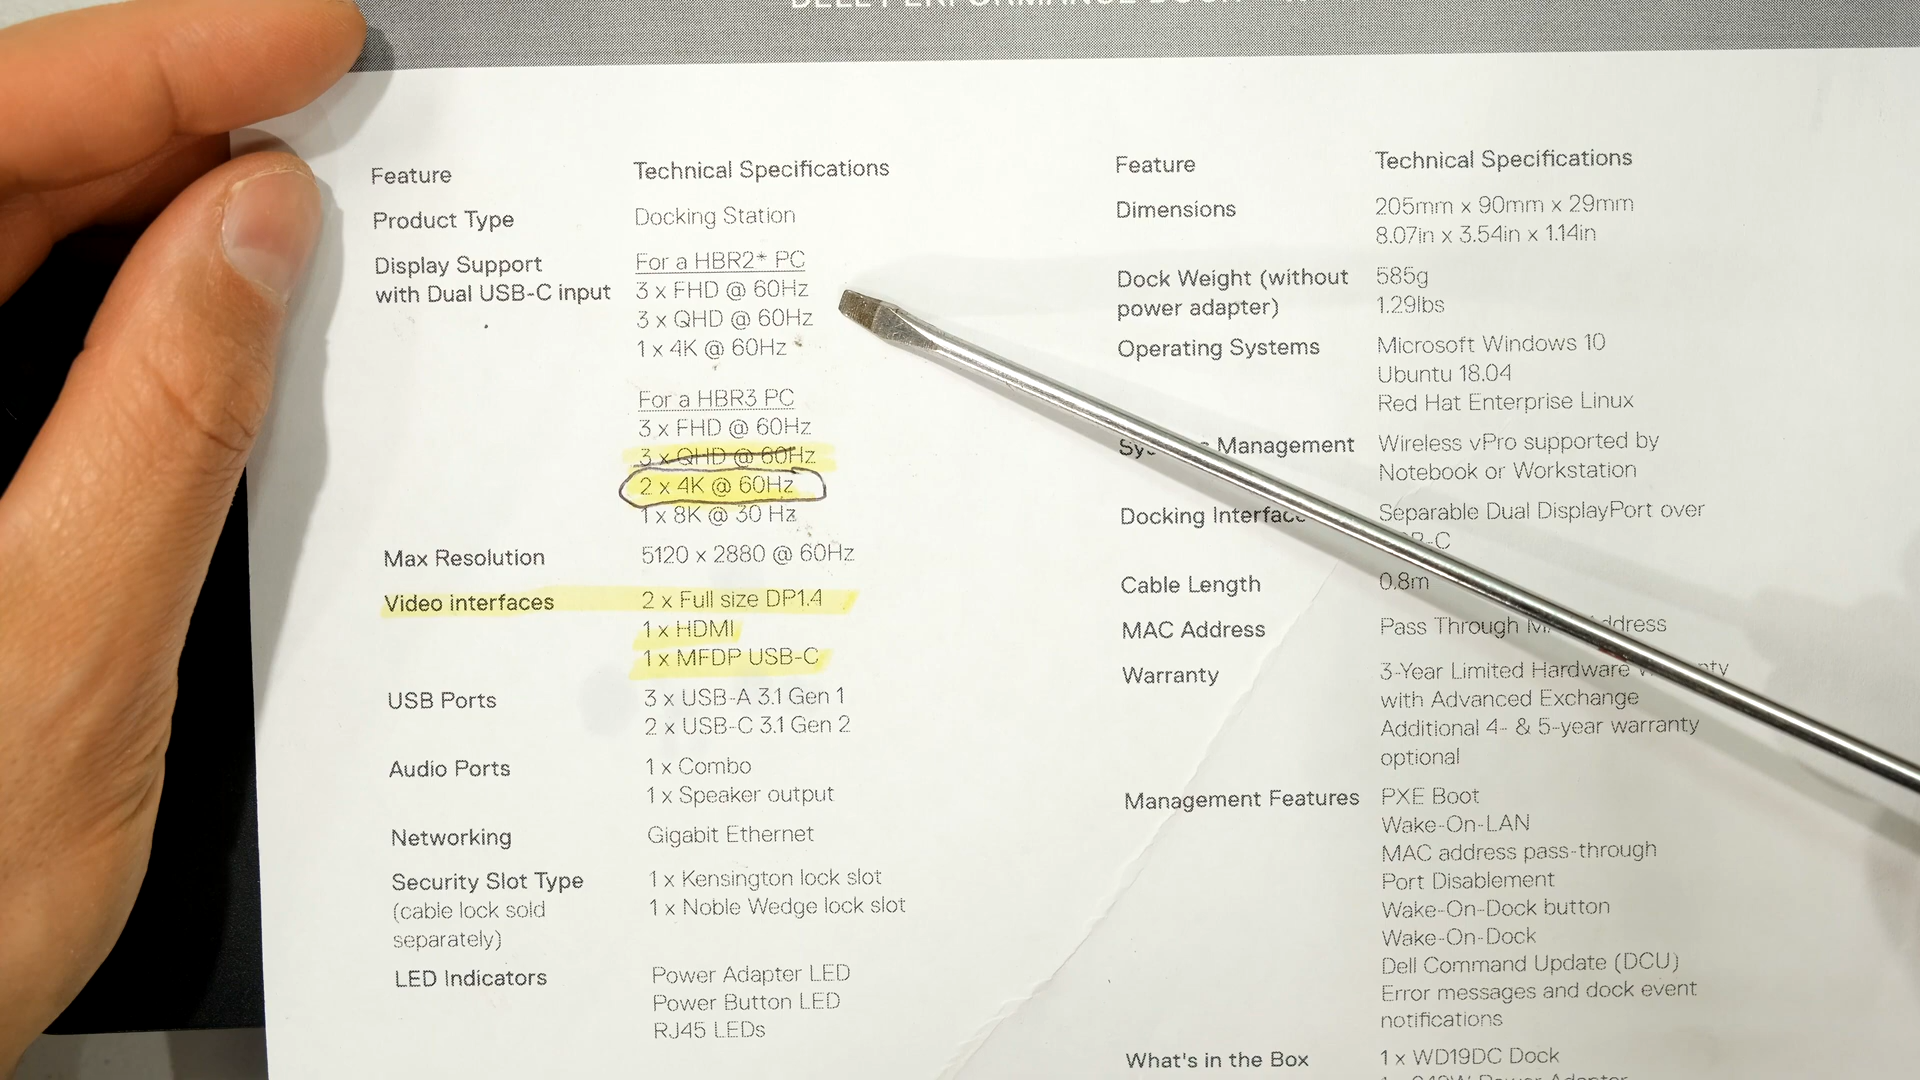 Feature Technical Specifications
Product Type Docking Station
Display Support
with Dual USB-C input
For a HBR2* PC
3 x FHD @ 60Hz
3 x QHD @ 60Hz
1 x 4K @ 60Hz
For a HBR3 PC
3 x FHD @ 60Hz
3 x QHD @ 60Hz
2 x 4K @ 60Hz
1 x 8K @ 30 Hz
Max Resolution 5120 x 2880 @ 60Hz
Video interfaces 2 x Full size DP1.4
1 x HDMI
1 x MFDP USB-C
USB Ports 3 x USB-A 3.1 Gen 1
2 x USB-C 3.1 Gen 2
Audio Ports 1 x Combo
1 x Speaker output
Networking Gigabit Ethernet
Security Slot Type 1 x Kensington lock slot
(cable lock sold 1 x Noble Wedge lock slot
separately)
LED Indicators Power Adapter LED
Power Button LED
RJ45 LEDs
Feature Technical Specifications
Dimensions 205mm x 90mm x 29mm
8.07in x 3.54in x 1.14in
Dock Weight (without 585g
power adapter) 1.29lbs
Operating Systems Microsoft Windows 10
Ubuntu 18.04
Red Hat Enterprise Linux
Management Wireless vPro supported by
Notebook or Workstation
Docking Interface Separable Dual DisplayPort over
Cable Length 0.8m
MAC Address Pass Through
Warranty 3-Year Limited Hardware
with Advanced Exchange
Additional 4- & 5-year warranty
optional
Management Features PXE Boot
Wake-On-LAN
MAC address pass-through
Port Disablement
Wake-On-Dock button
Wake-On-Dock
Dell Command Update (DCU)
Error messages and dock event
notifications
What's in the Box 1 x WD19DC Dock